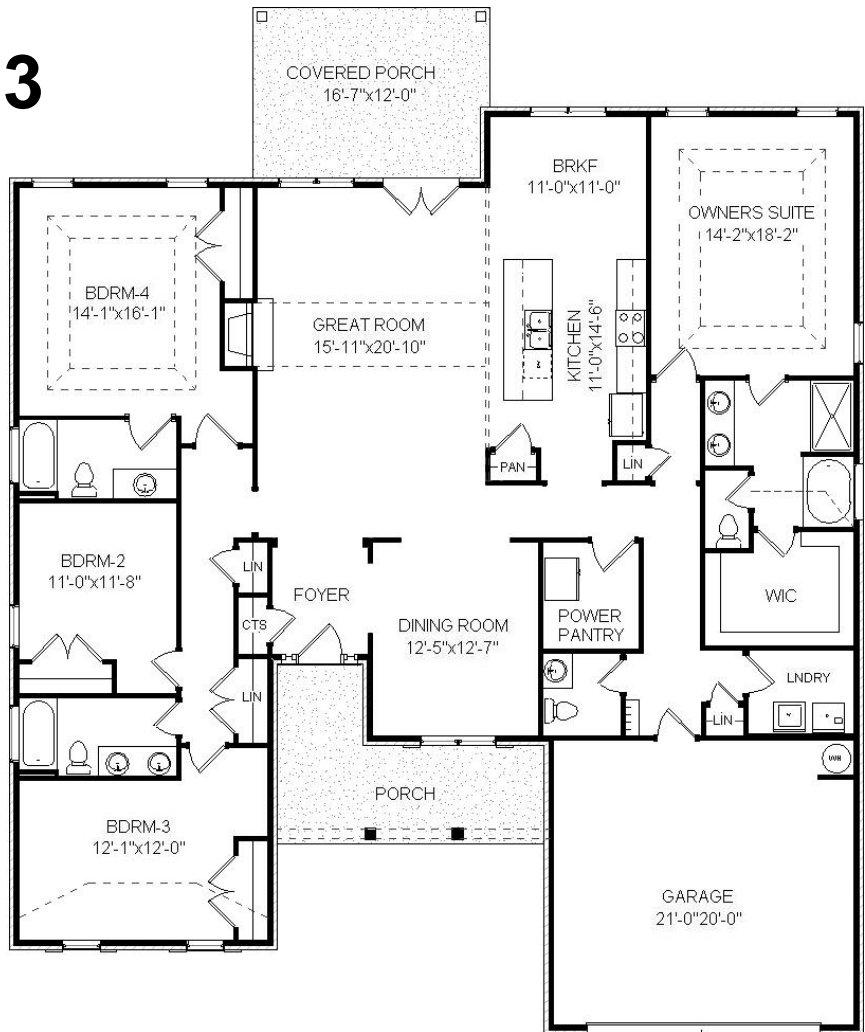 3
COVERED PORCH
16'-7"x12'-0"
BRKF
11'-0"x11'-0"
OWNERS SUITE
14'-2"x18'-2"
BDRM-4
14'-1"x16'-1"
GREAT ROOM
15'-11"x20'-10"
KITCHEN
11'-0"x14'-6"
PAN
LIN
BDRM-2
11'-0"x11'-8"
LIN
FOYER
CTS
DINING ROOM
12'-5"x12'-7"
POWER
PANTRY
WIC
LIN
LNDRY
LIN
WH
PORCH
BDRM-3
12'-1"x12'-0"
GARAGE
21'-0"20'-0"